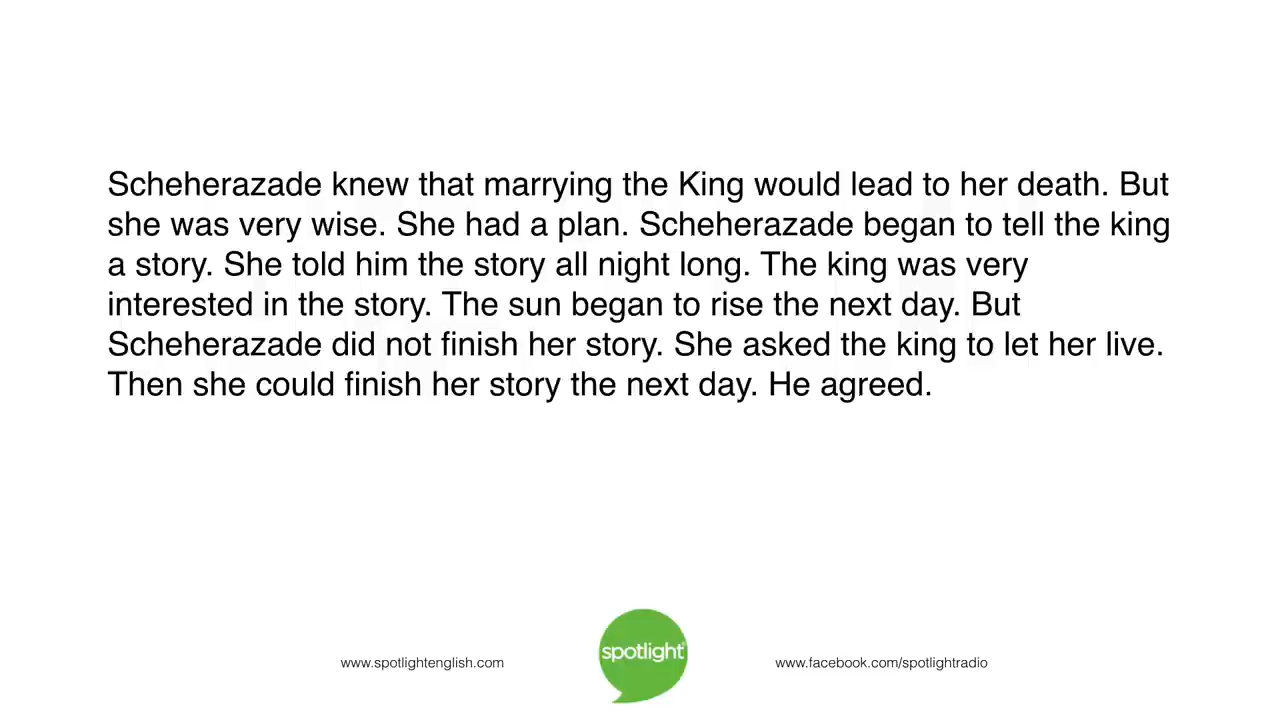 Scheherazade knew that marrying the King would lead to her death. But
she was very wise. She had a plan. Scheherazade began to tell the king
a story. She told him the story all night long. The king was very
interested in the story. The sun began to rise the next day. But
Scheherazade did not finish her story. She asked the king to let her live.
Then she could finish her story the next day. He agreed.
www.spotlightenglish.com
spotlight
www.facebook.com/spotlightradio